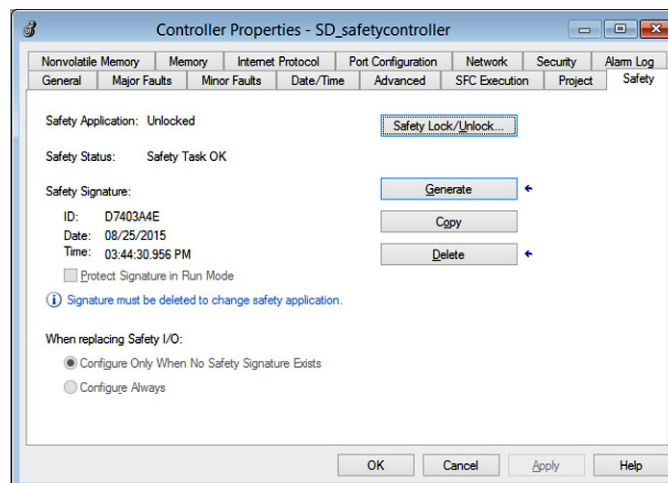 Controller Properties - SD_safetycontroller
Nonvolatile Memory Memory Internet Protocol Port Configuration Network Security Alarm Log
General Major Faults Minor Faults Date/Time Advanced SFC Execution Project Safety
Safety Application: Unlocked Safety Lock/Unlock...
Safety Status: Safety Task OK
Safety Signature: Generate
ID: D7403A4E Copy
Date: 08/25/2015
Time: 03:44:30.956 PM Delete
Protect Signature in Run Mode
Signature must be deleted to change safety application.
When replacing Safety I/O:
Configure Only When No Safety Signature Exists
Configure Always
OK Cancel Apply Help